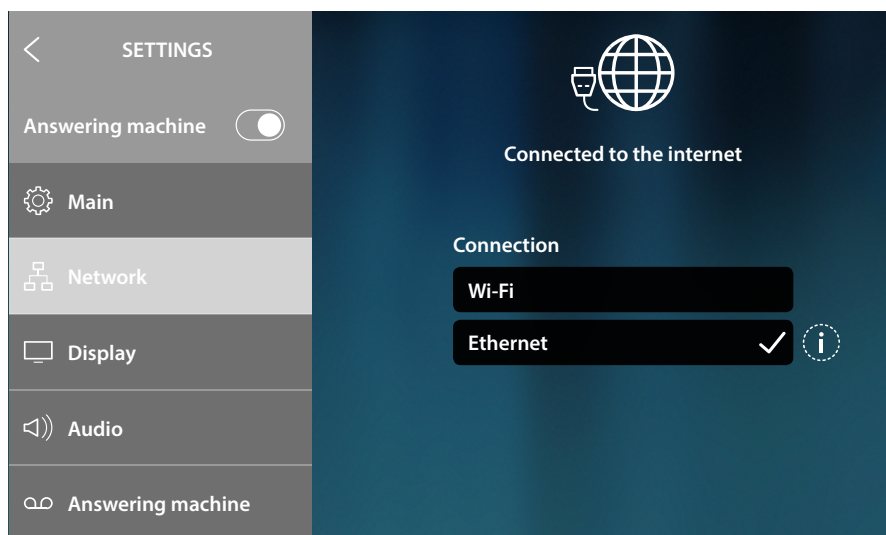 SETTINGS
Answering machine
Main
Network
Display
Audio
Answering machine
Connected to the internet
Connection
Wi-Fi
Ethernet
i